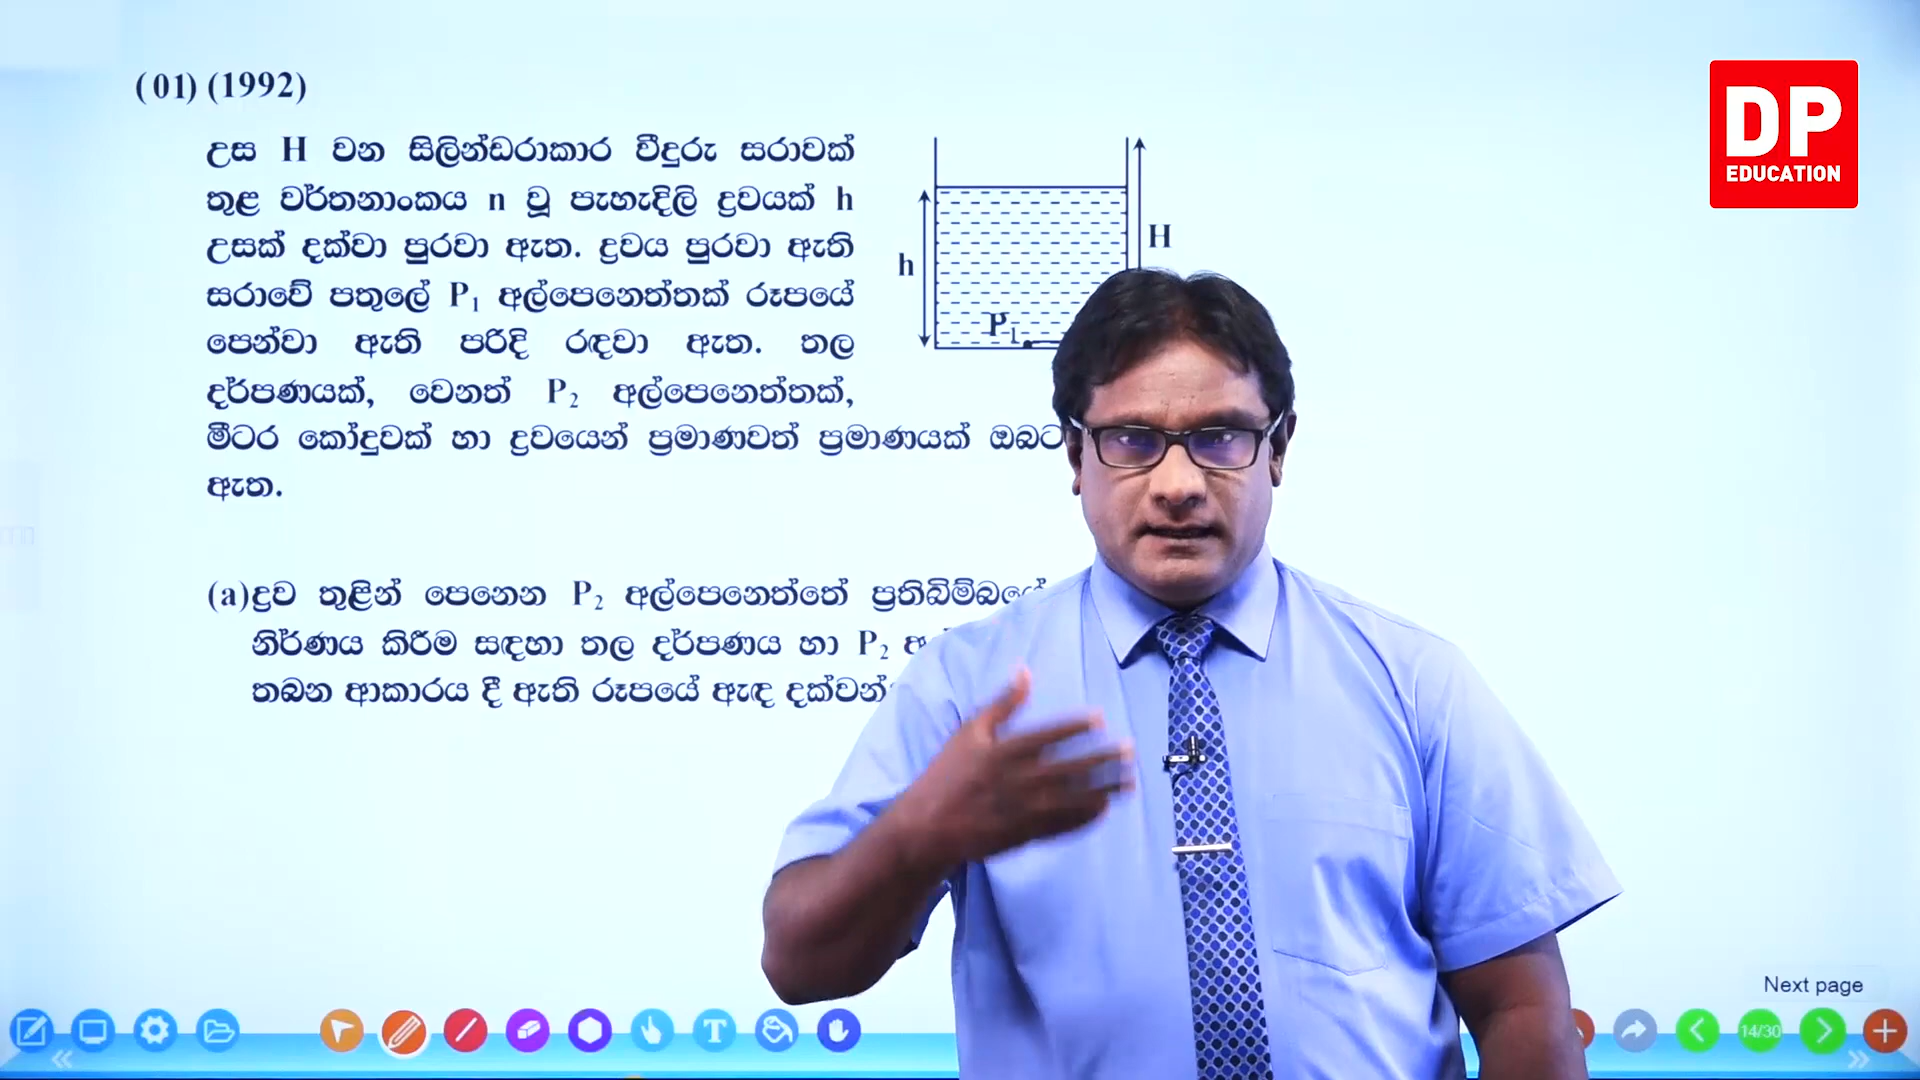 (01) (1992)
DP
EDUCATION
උස H වන සිලින්ඩරාකාර වීදුරු සරාවක්
තුළ වර්තනාංකය n වූ පැහැදිලි ද්‍රවයක් h
උසක් දක්වා පුරවා ඇත. ද්‍රවය පුරවා ඇති
සරාවේ පතුලේ P₁ අල්පෙනෙත්තක් රූපයේ
පෙන්වා ඇති පරිදි රඳවා ඇත. තල
දර්පණයක්, වෙනත් P₂ අල්පෙනෙත්තක්,
මීටර කෝදුවක් හා ද්‍රවයෙන් ප්‍රමාණවත් ප්‍රමාණයක් ඔබට
ඇත.
h
H
P₁
(a) ද්‍රව තුළින් පෙනෙන P₂ අල්පෙනෙත්තේ ප්‍රතිබිම්බයේ
නිර්ණය කිරීම සඳහා තල දර්පණය හා P₂
තබන ආකාරය දී ඇති රූපයේ ඇඳ
Next page
T
14/30